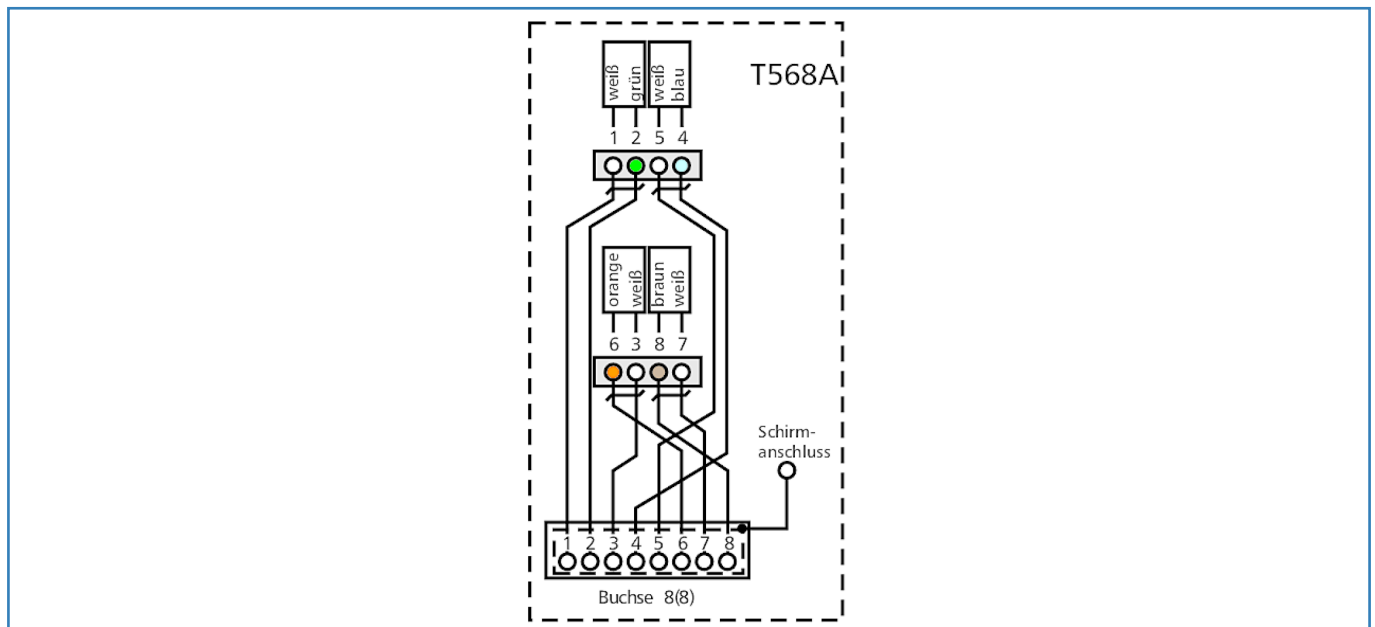 T568A
weiß
grün
weiß
blau
1 2 5 4
orange
weiß
braun
weiß
6 3 8 7
Schirm-
anschluss
1 2 3 4 5 6 7 8
Buchse 8(8)